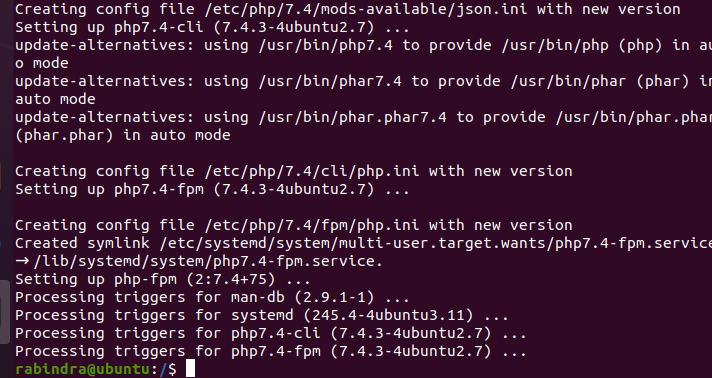 Creating config file /etc/php/7.4/mods-available/json.ini with new version
Setting up php7.4-cli (7.4.3-4ubuntu2.7) ...
update-alternatives: using /usr/bin/php7.4 to provide /usr/bin/php (php) in aut
o mode
update-alternatives: using /usr/bin/phar7.4 to provide /usr/bin/phar (phar) in
auto mode
update-alternatives: using /usr/bin/phar.phar7.4 to provide /usr/bin/phar.phar
(phar.phar) in auto mode
Creating config file /etc/php/7.4/cli/php.ini with new version
Setting up php7.4-fpm (7.4.3-4ubuntu2.7) ...
Creating config file /etc/php/7.4/fpm/php.ini with new version
Created symlink /etc/systemd/system/multi-user.target.wants/php7.4-fpm.service
→ /lib/systemd/system/php7.4-fpm.service.
Setting up php-fpm (2:7.4+75) ...
Processing triggers for man-db (2.9.1-1) ...
Processing triggers for systemd (245.4-4ubuntu3.11) ...
Processing triggers for php7.4-cli (7.4.3-4ubuntu2.7) ...
Processing triggers for php7.4-fpm (7.4.3-4ubuntu2.7) ...
rabindra@ubuntu:/$